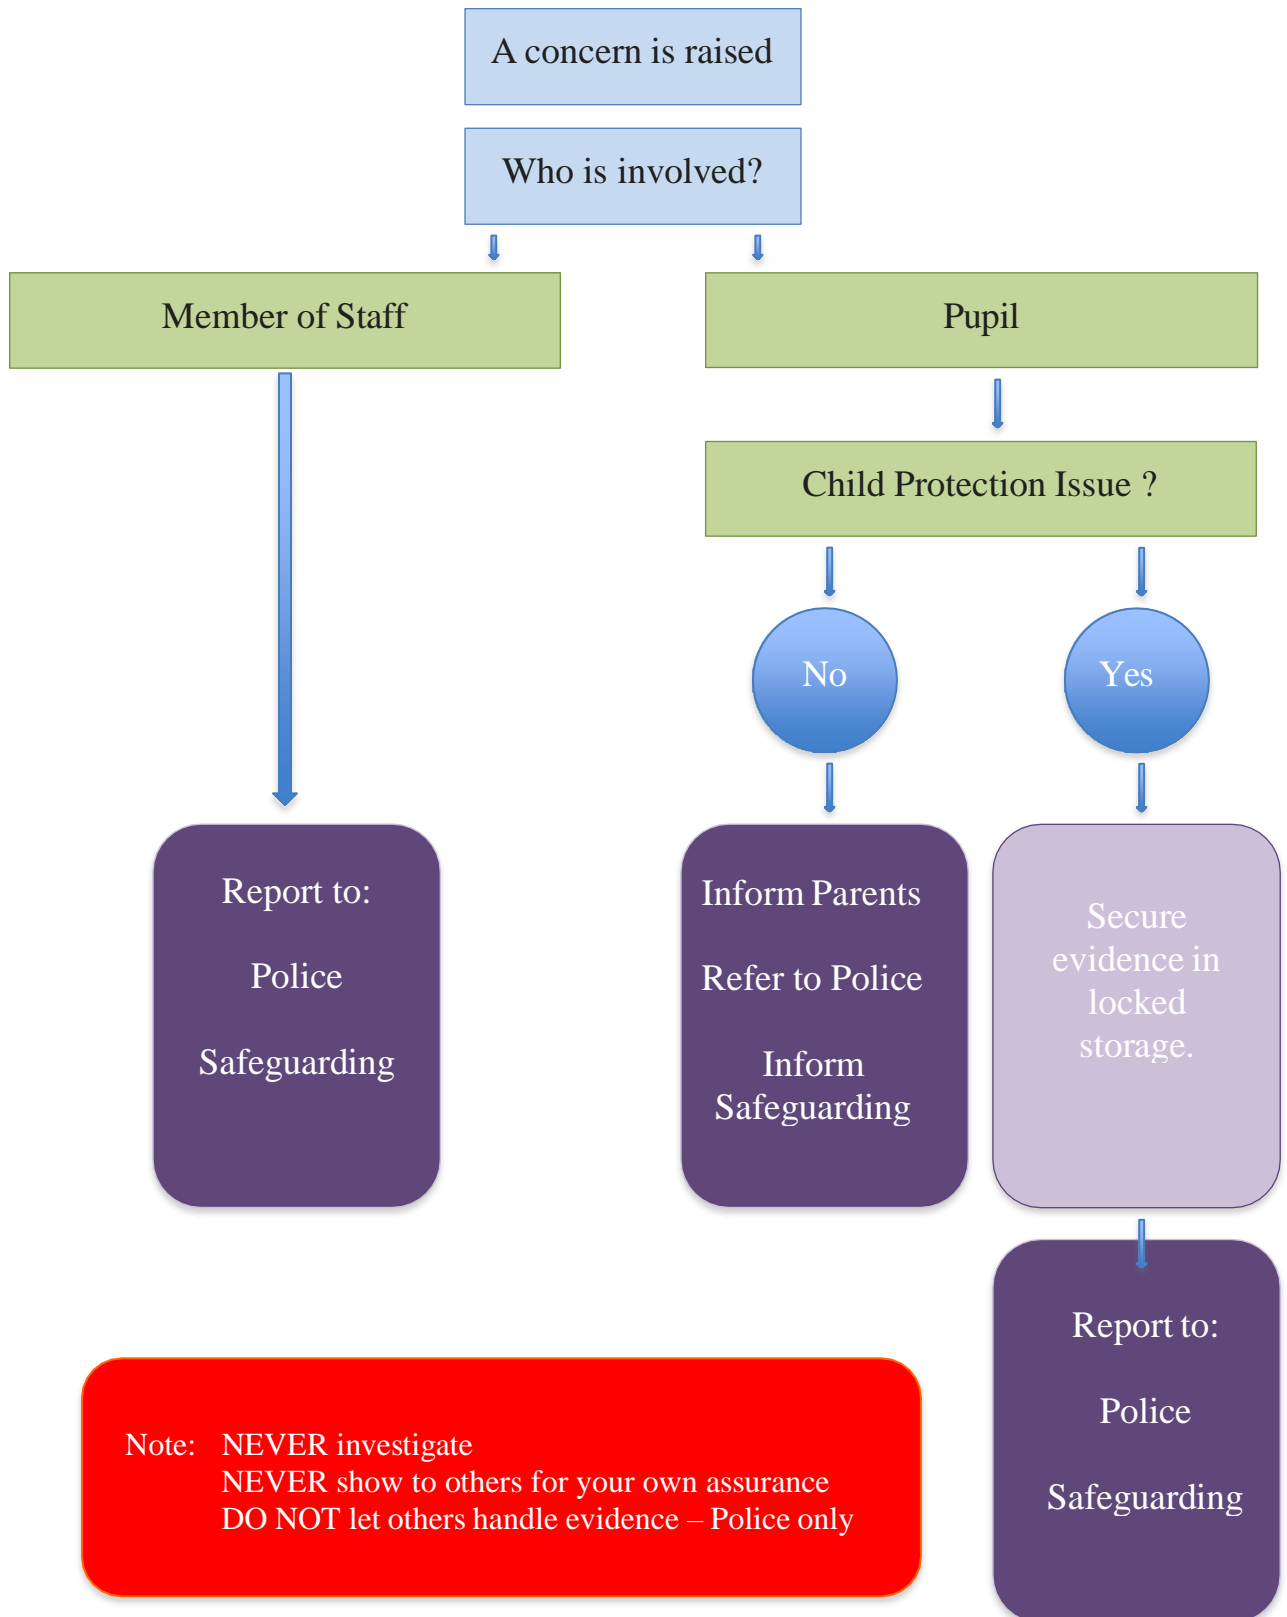 A concern is raised
Who is involved?
Member of Staff
Pupil
Child Protection Issue ?
No
Yes
Report to:
Police
Safeguarding
Inform Parents
Refer to Police
Inform
Safeguarding
Secure
evidence in
locked
storage.
Report to:
Police
Safeguarding
Note: NEVER investigate
NEVER show to others for your own assurance
DO NOT let others handle evidence – Police only